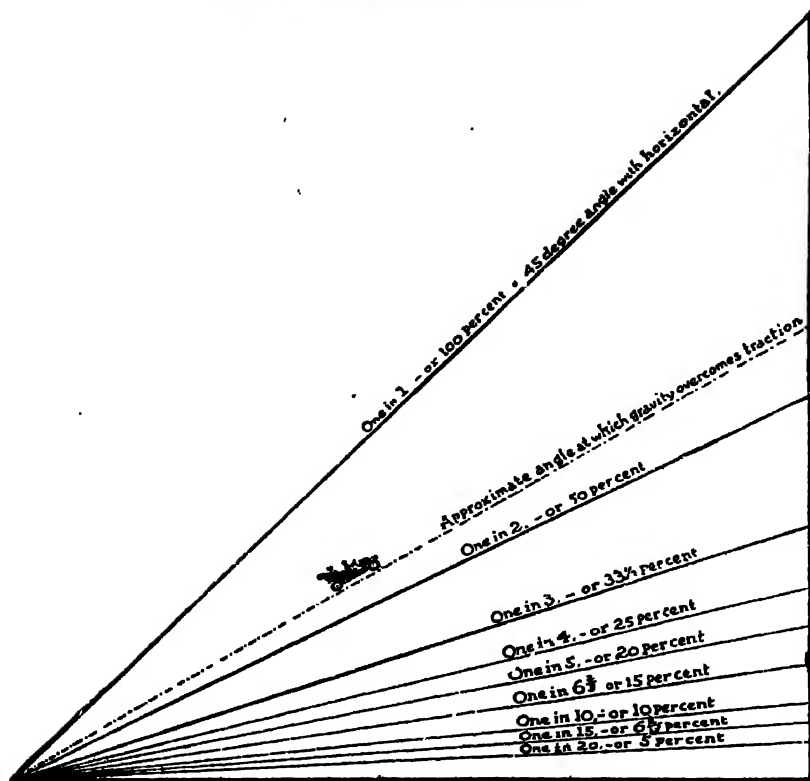 One in 1 - or 100 percent • 45 degree angle with horizontal.
Approximate angle at which gravity overcomes traction
One in 2. - or 50 percent
One in 3. - or 33⅓ percent
One in 4. - or 25 percent
One in 5. - or 20 percent
One in 6⅔ or 15 percent
One in 10. - or 10 percent
One in 15. - or 6⅔ percent
One in 20. - or 5 percent